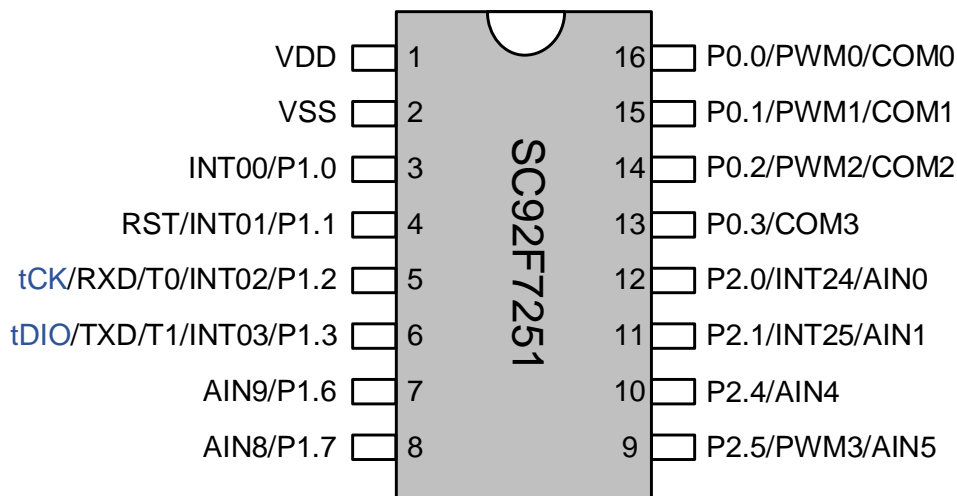 VDD 1 16 P0.0/PWM0/COM0
VSS 2 15 P0.1/PWM1/COM1
INT00/P1.0 3 14 P0.2/PWM2/COM2
RST/INT01/P1.1 4 13 P0.3/COM3
tCK/RXD/T0/INT02/P1.2 5 12 P2.0/INT24/AIN0
tDIO/TXD/T1/INT03/P1.3 6 11 P2.1/INT25/AIN1
AIN9/P1.6 7 10 P2.4/AIN4
AIN8/P1.7 8 9 P2.5/PWM3/AIN5
SC92F7251